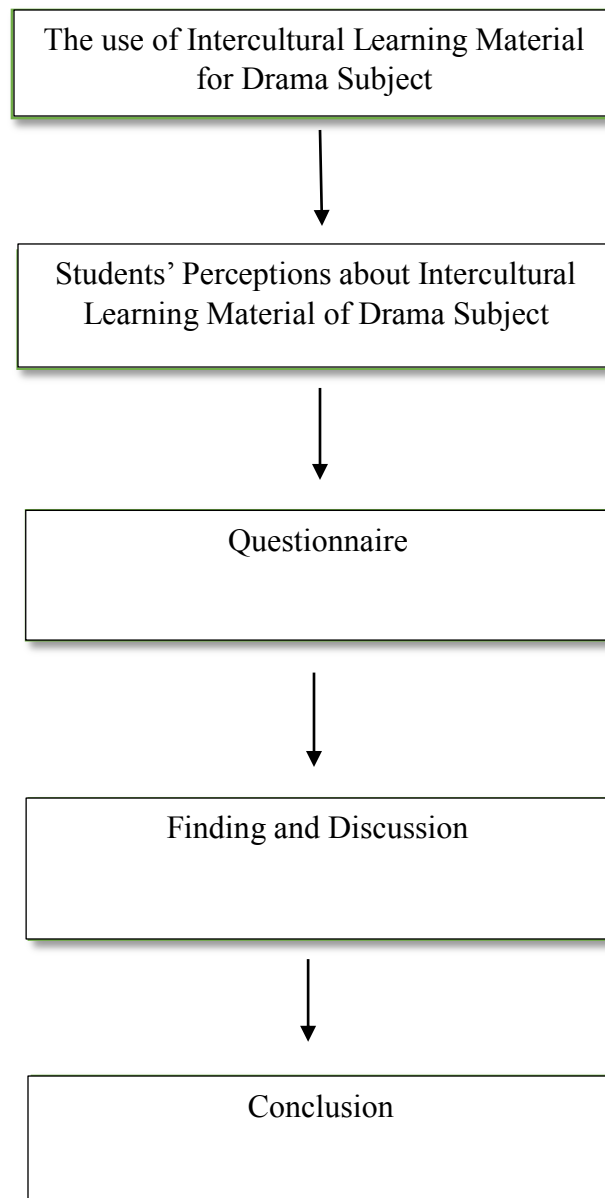 The use of Intercultural Learning Material
for Drama Subject
Students’ Perceptions about Intercultural
Learning Material of Drama Subject
Questionnaire
Finding and Discussion
Conclusion